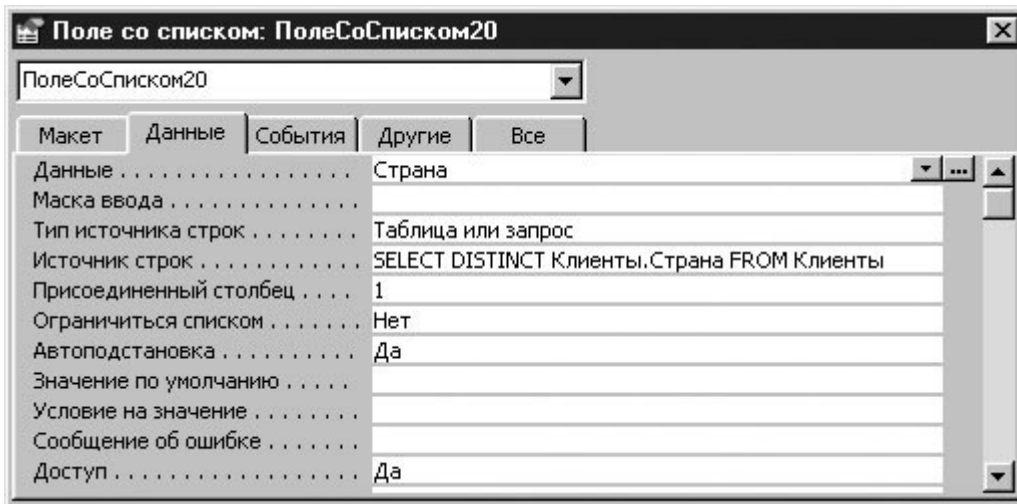 Поле со списком: ПолеСоСписком20
ПолеСоСписком20
Макет Данные События Другие Все
Данные . . . . . . . . . . . . . . . . . Страна
Маска ввода . . . . . . . . . . . . . .
Тип источника строк . . . . . . . . Таблица или запрос
Источник строк . . . . . . . . . . . . SELECT DISTINCT Клиенты.Страна FROM Клиенты
Присоединенный столбец . . . . 1
Ограничиться списком . . . . . . . Нет
Автоподстановка . . . . . . . . . . Да
Значение по умолчанию . . . . .
Условие на значение . . . . . . . .
Сообщение об ошибке . . . . . . .
Доступ . . . . . . . . . . . . . . . . . . Да